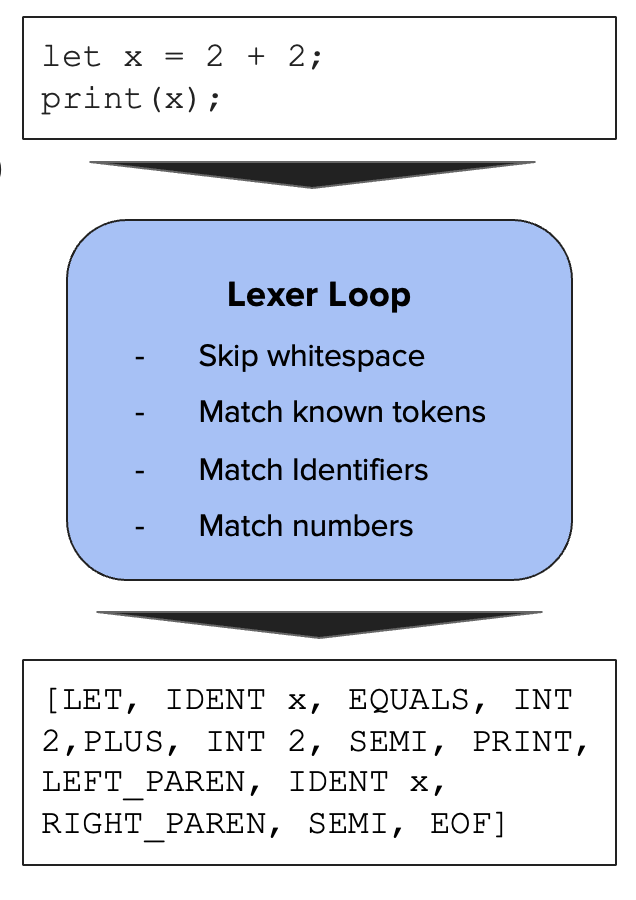 let x = 2 + 2;
print(x);
)
Lexer Loop
- Skip whitespace
- Match known tokens
- Match Identifiers
- Match numbers
[LET, IDENT x, EQUALS, INT
2,PLUS, INT 2, SEMI, PRINT,
LEFT_PAREN, IDENT x,
RIGHT_PAREN, SEMI, EOF]